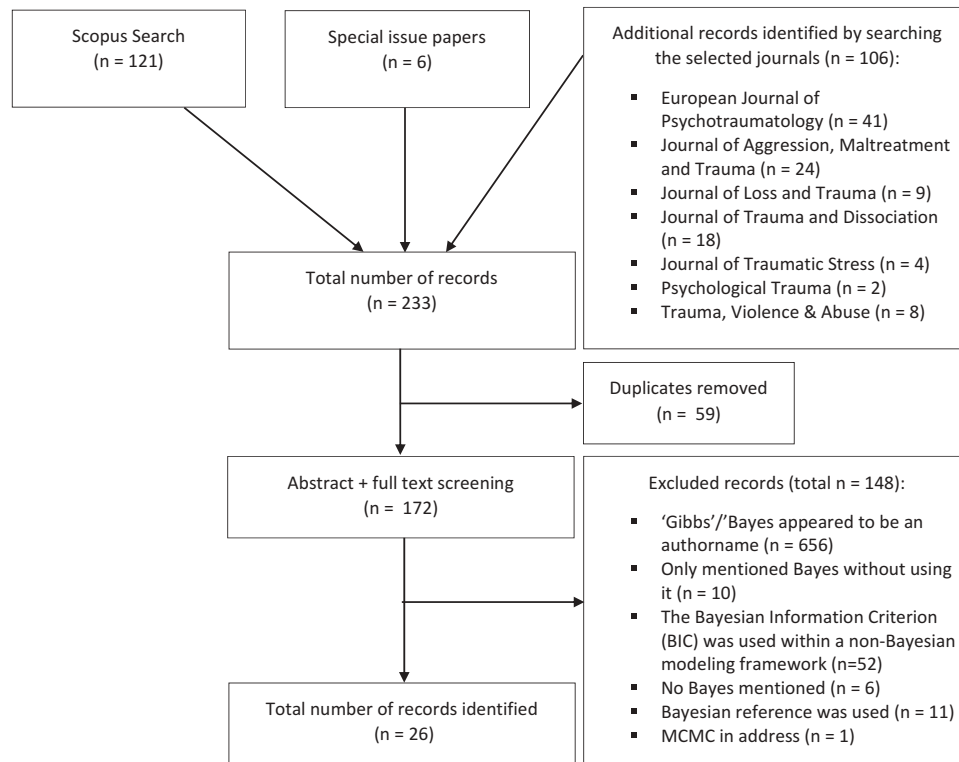 Scopus Search
(n = 121)
Special issue papers
(n = 6)
Additional records identified by searching
the selected journals (n = 106):
▪ European Journal of
Psychotraumatology (n = 41)
▪ Journal of Aggression, Maltreatment
and Trauma (n = 24)
▪ Journal of Loss and Trauma (n = 9)
▪ Journal of Trauma and Dissociation
(n = 18)
▪ Journal of Traumatic Stress (n = 4)
▪ Psychological Trauma (n = 2)
▪ Trauma, Violence & Abuse (n = 8)
Total number of records
(n = 233)
Duplicates removed
(n = 59)
Abstract + full text screening
(n = 172)
Excluded records (total n = 148):
▪ ‘Gibbs’/’Bayes appeared to be an
authorname (n = 656)
▪ Only mentioned Bayes without using
it (n = 10)
▪ The Bayesian Information Criterion
(BIC) was used within a non-Bayesian
modeling framework (n=52)
▪ No Bayes mentioned (n = 6)
▪ Bayesian reference was used (n = 11)
▪ MCMC in address (n = 1)
Total number of records identified
(n = 26)